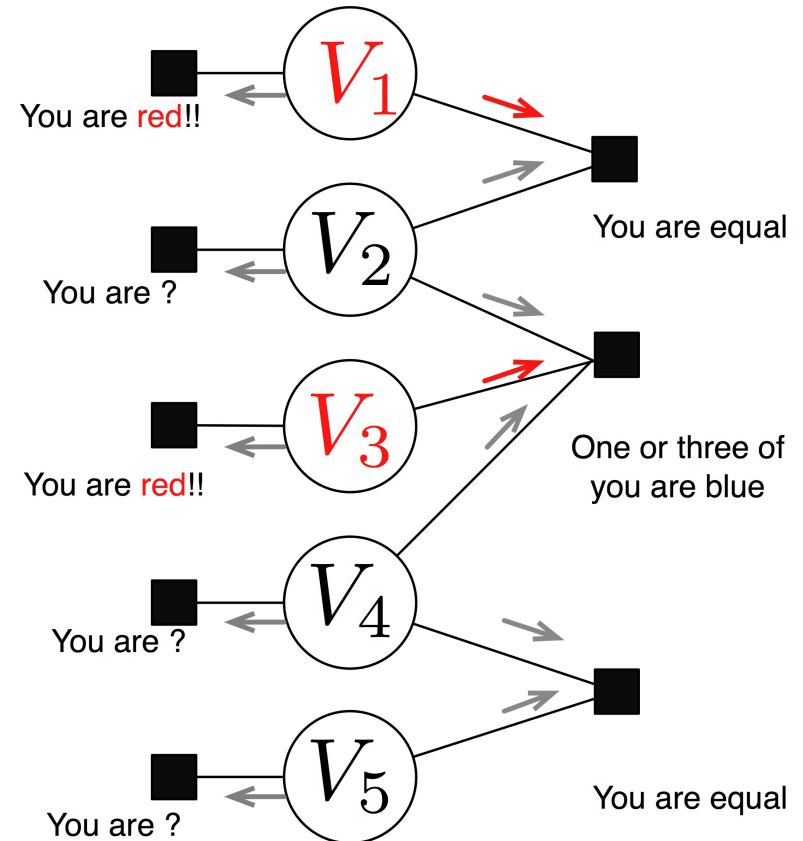 V1
You are red!!
You are equal
V2
You are ?
V3
You are red!!
One or three of
you are blue
V4
You are ?
V5
You are ?
You are equal